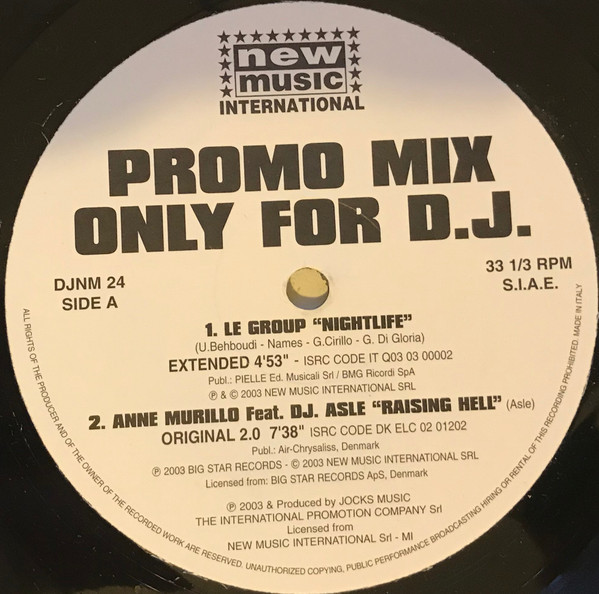 new
music
INTERNATIONAL
PROMO MIX
ONLY FOR D.J.
DJNM 24
SIDE A
33 1/3 RPM
S.I.A.E.
1. LE GROUP "NIGHTLIFE"
(U.Behboudi - Names - G.Cirillo - G. Di Gloria)
EXTENDED 4'53" - ISRC CODE IT Q03 03 00002
Publ.: PIELLE Ed. Musicali Srl / BMG Ricordi SpA
℗ & © 2003 NEW MUSIC INTERNATIONAL SRL
2. ANNE MURILLO Feat. DJ. ASLE "RAISING HELL" (Asle)
ORIGINAL 2.0 7'38" ISRC CODE DK ELC 02 01202
Publ.: Air-Chrysaliss, Denmark
℗ 2003 BIG STAR RECORDS - © 2003 NEW MUSIC INTERNATIONAL SRL
Licensed from: BIG STAR RECORDS ApS, Denmark
℗ 2003 & Produced by JOCKS MUSIC
THE INTERNATIONAL PROMOTION COMPANY Srl
Licensed from
NEW MUSIC INTERNATIONAL Srl - MI
ALL RIGHTS OF THE PRODUCER AND OF THE OWNER OF THE RECORDED WORK ARE RESERVED. UNAUTHORIZED COPYING, PUBLIC PERFORMANCE BROADCASTING HIRING OR RENTAL OF THIS RECORDING PROHIBITED. MADE IN ITALY